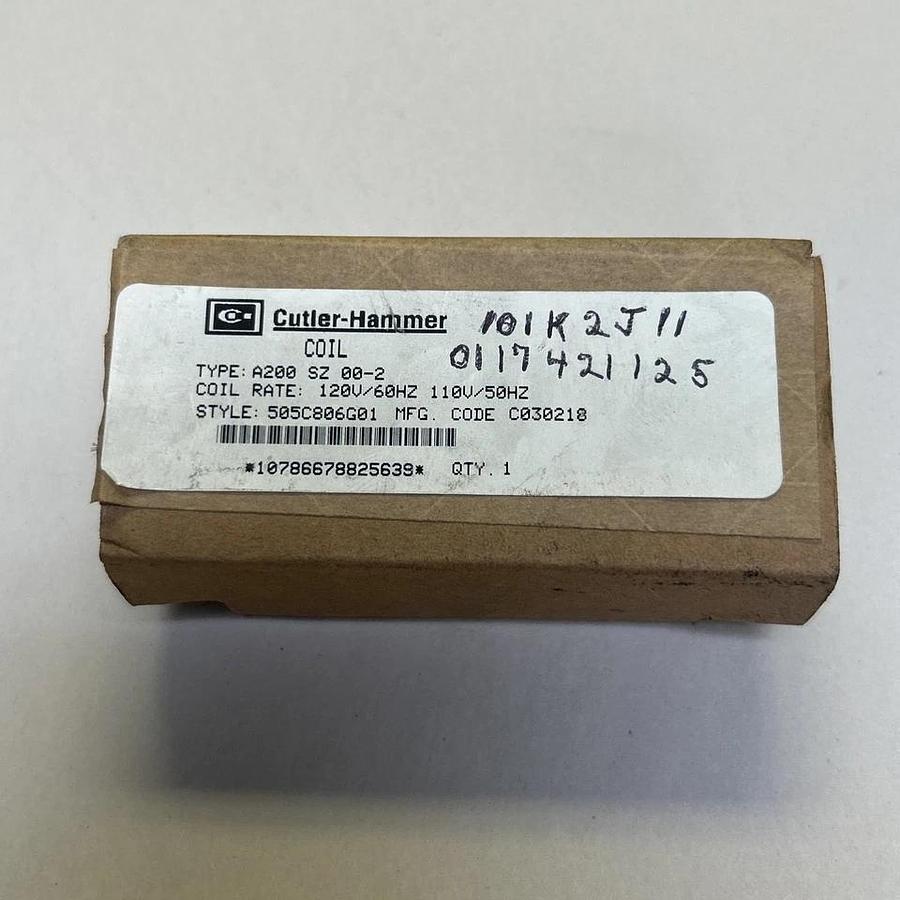 Cutler-Hammer 101K2J11
COIL 0117421125
TYPE: A200 SZ 00-2
COIL RATE: 120V/60HZ 110V/50HZ
STYLE: 505C806G01 MFG. CODE C030218
*10786678825639* QTY. 1